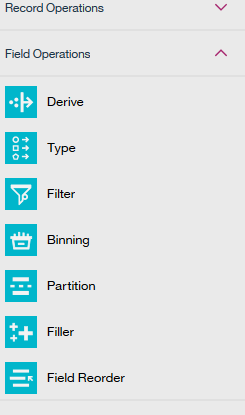 Record Operations
Field Operations
Derive
Type
Filter
Binning
Partition
Filler
Field Reorder